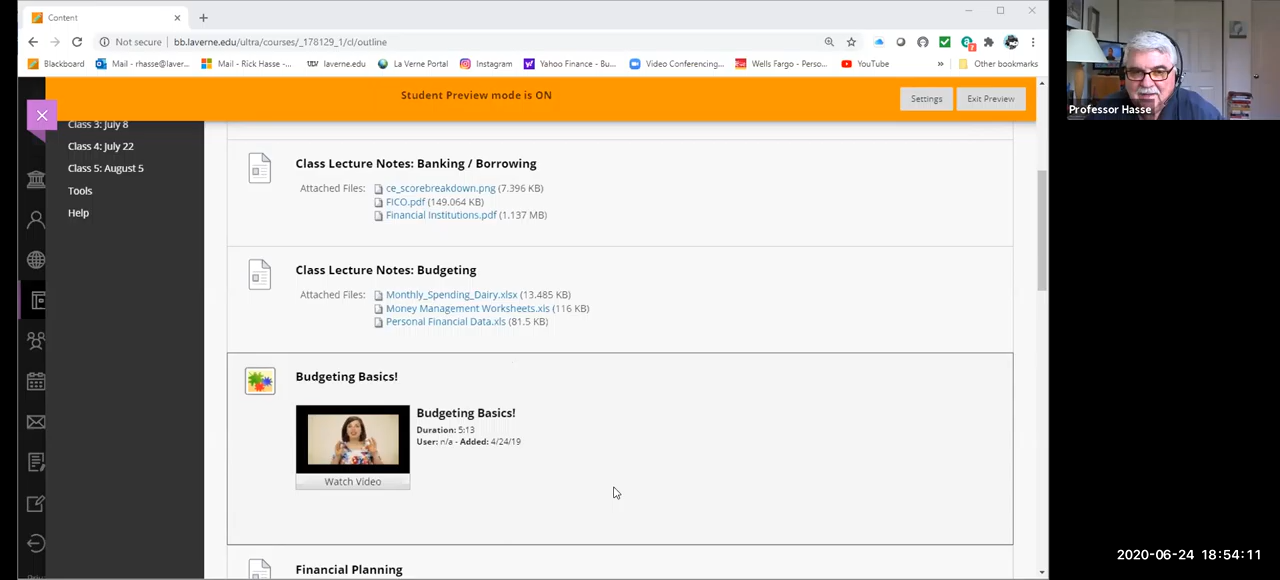 Content
Not secure | bb.laverne.edu/ultra/courses/_178129_1/cl/outline
Blackboard
Mail - rhasse@laver...
Mail - Rick Hasse -...
laverne.edu
La Verne Portal
Instagram
Yahoo Finance - Bu...
Video Conferencing...
Wells Fargo - Perso...
YouTube
»
Other bookmarks
Student Preview mode is ON
Settings
Exit Preview
Professor Hasse
Class 3: July 8
Class 4: July 22
Class 5: August 5
Tools
Help
Class Lecture Notes: Banking / Borrowing
Attached Files: ce_scorebreakdown.png (7.396 KB)
FICO.pdf (149.064 KB)
Financial Institutions.pdf (1.137 MB)
Class Lecture Notes: Budgeting
Attached Files: Monthly_Spending_Dairy.xlsx (13.485 KB)
Money Management Worksheets.xls (116 KB)
Personal Financial Data.xls (81.5 KB)
Budgeting Basics!
Budgeting Basics!
Duration: 5:13
User: n/a - Added: 4/24/19
Watch Video
Financial Planning
2020-06-24 18:54:11